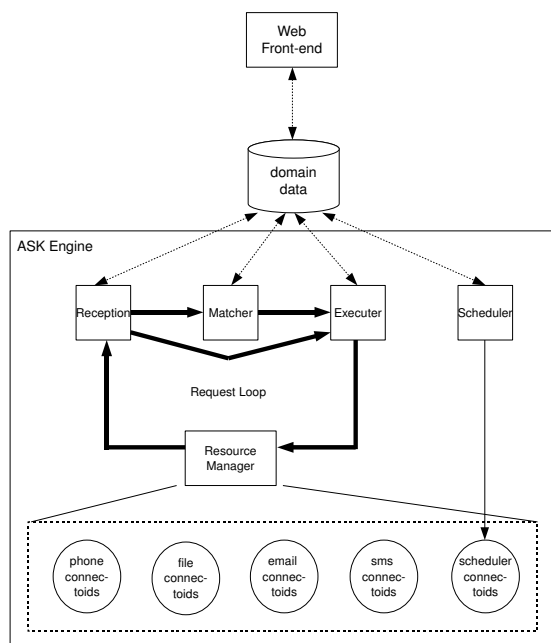 Web
Front-end
domain
data
ASK Engine
Reception
Matcher
Executer
Scheduler
Request Loop
Resource
Manager
phone
connec-
toids
file
connec-
toids
email
connec-
toids
sms
connec-
toids
scheduler
connec-
toids